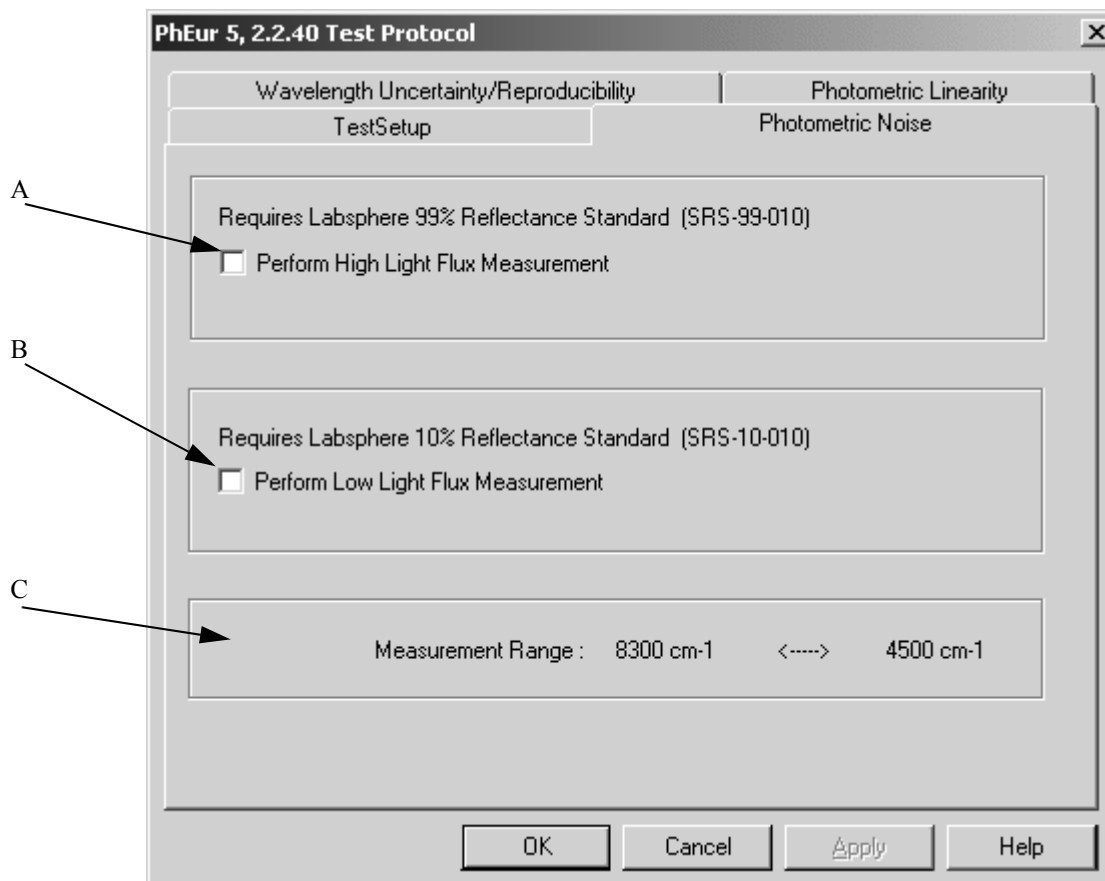 PhEur 5, 2.2.40 Test Protocol
Wavelength Uncertainty/Reproducibility
Photometric Linearity
TestSetup
Photometric Noise
A
Requires Labsphere 99% Reflectance Standard (SRS-99-010)
Perform High Light Flux Measurement
B
Requires Labsphere 10% Reflectance Standard (SRS-10-010)
Perform Low Light Flux Measurement
C
Measurement Range : 8300 cm-1 <-----> 4500 cm-1
OK
Cancel
Apply
Help